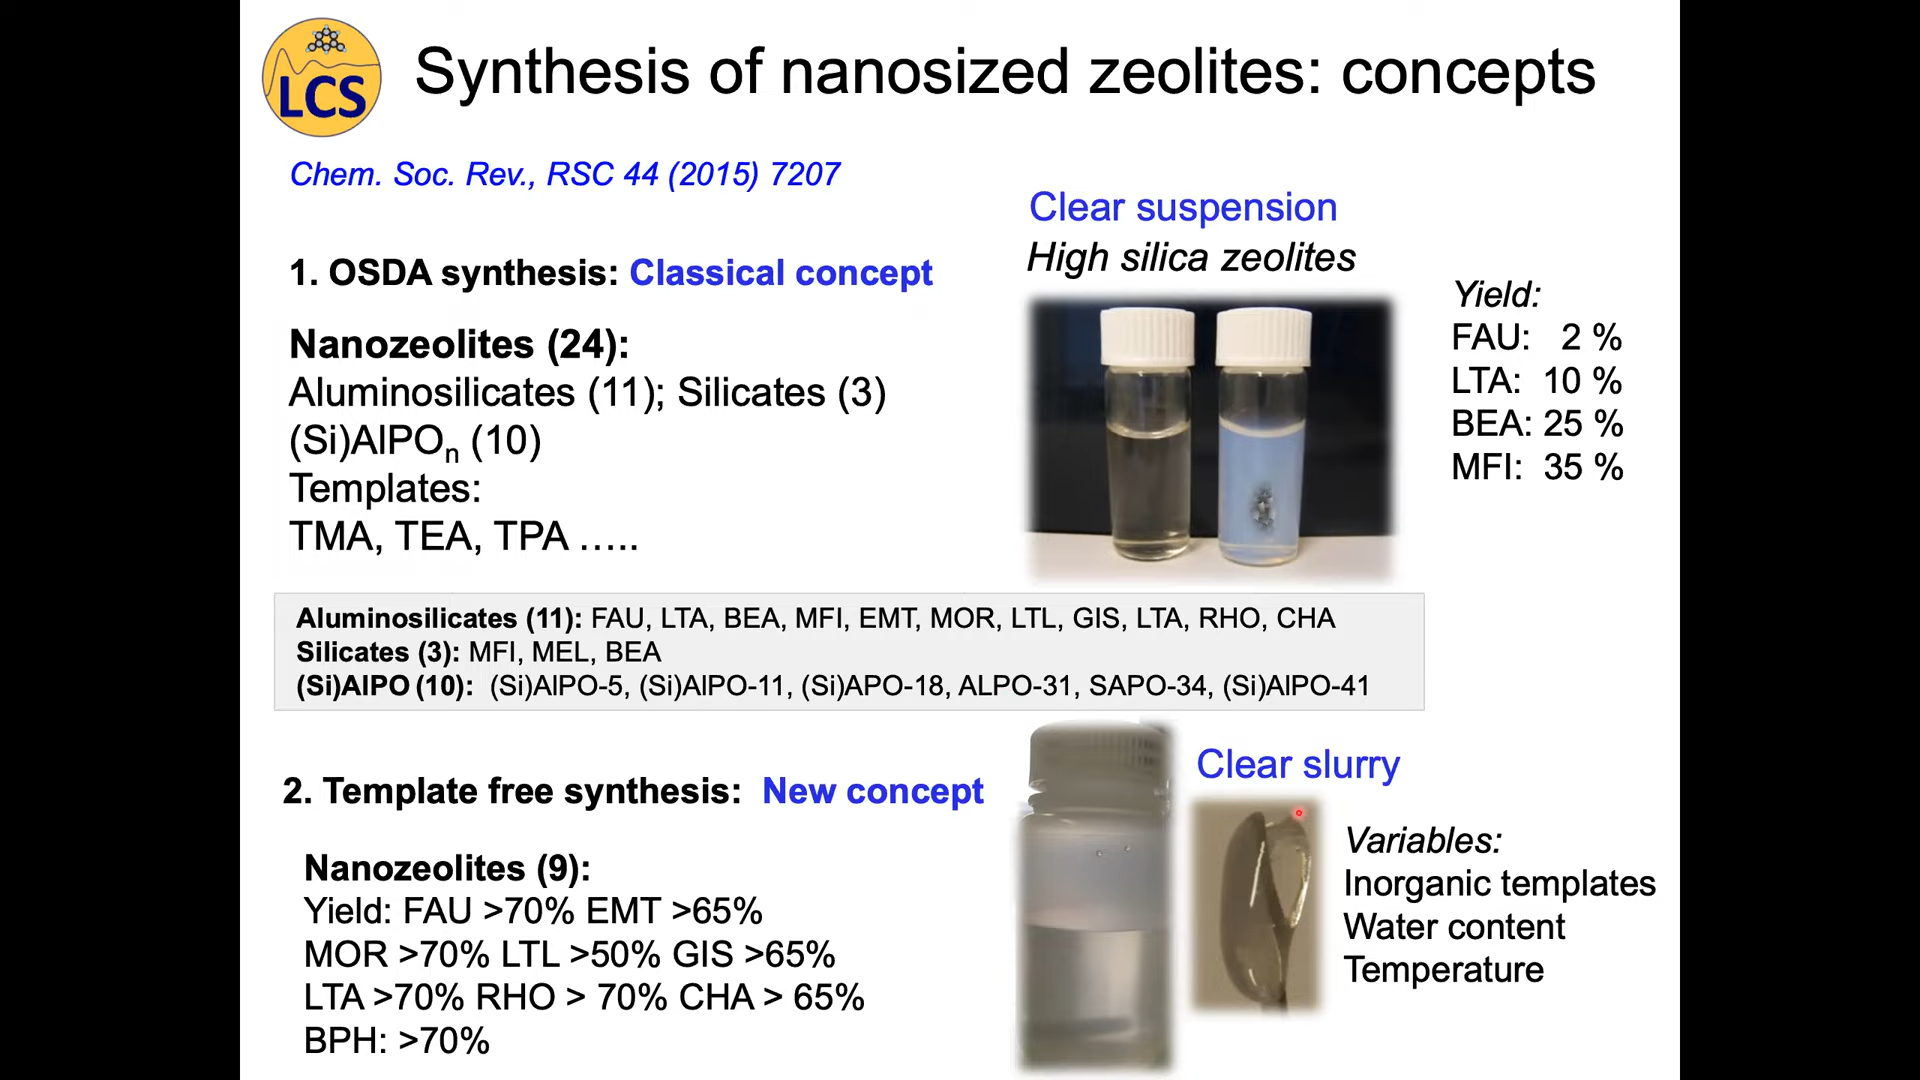 LCS
Synthesis of nanosized zeolites: concepts
Chem. Soc. Rev., RSC 44 (2015) 7207
1. OSDA synthesis: Classical concept
Nanozeolites (24):
Aluminosilicates (11); Silicates (3)
(Si)AlPOn (10)
Templates:
TMA, TEA, TPA …..
Clear suspension
High silica zeolites
Yield:
FAU: 2 %
LTA: 10 %
BEA: 25 %
MFI: 35 %
Aluminosilicates (11): FAU, LTA, BEA, MFI, EMT, MOR, LTL, GIS, LTA, RHO, CHA
Silicates (3): MFI, MEL, BEA
(Si)AlPO (10): (Si)AlPO-5, (Si)AlPO-11, (Si)APO-18, ALPO-31, SAPO-34, (Si)AlPO-41
2. Template free synthesis: New concept
Nanozeolites (9):
Yield: FAU >70% EMT >65%
MOR >70% LTL >50% GIS >65%
LTA >70% RHO > 70% CHA > 65%
BPH: >70%
Clear slurry
Variables:
Inorganic templates
Water content
Temperature